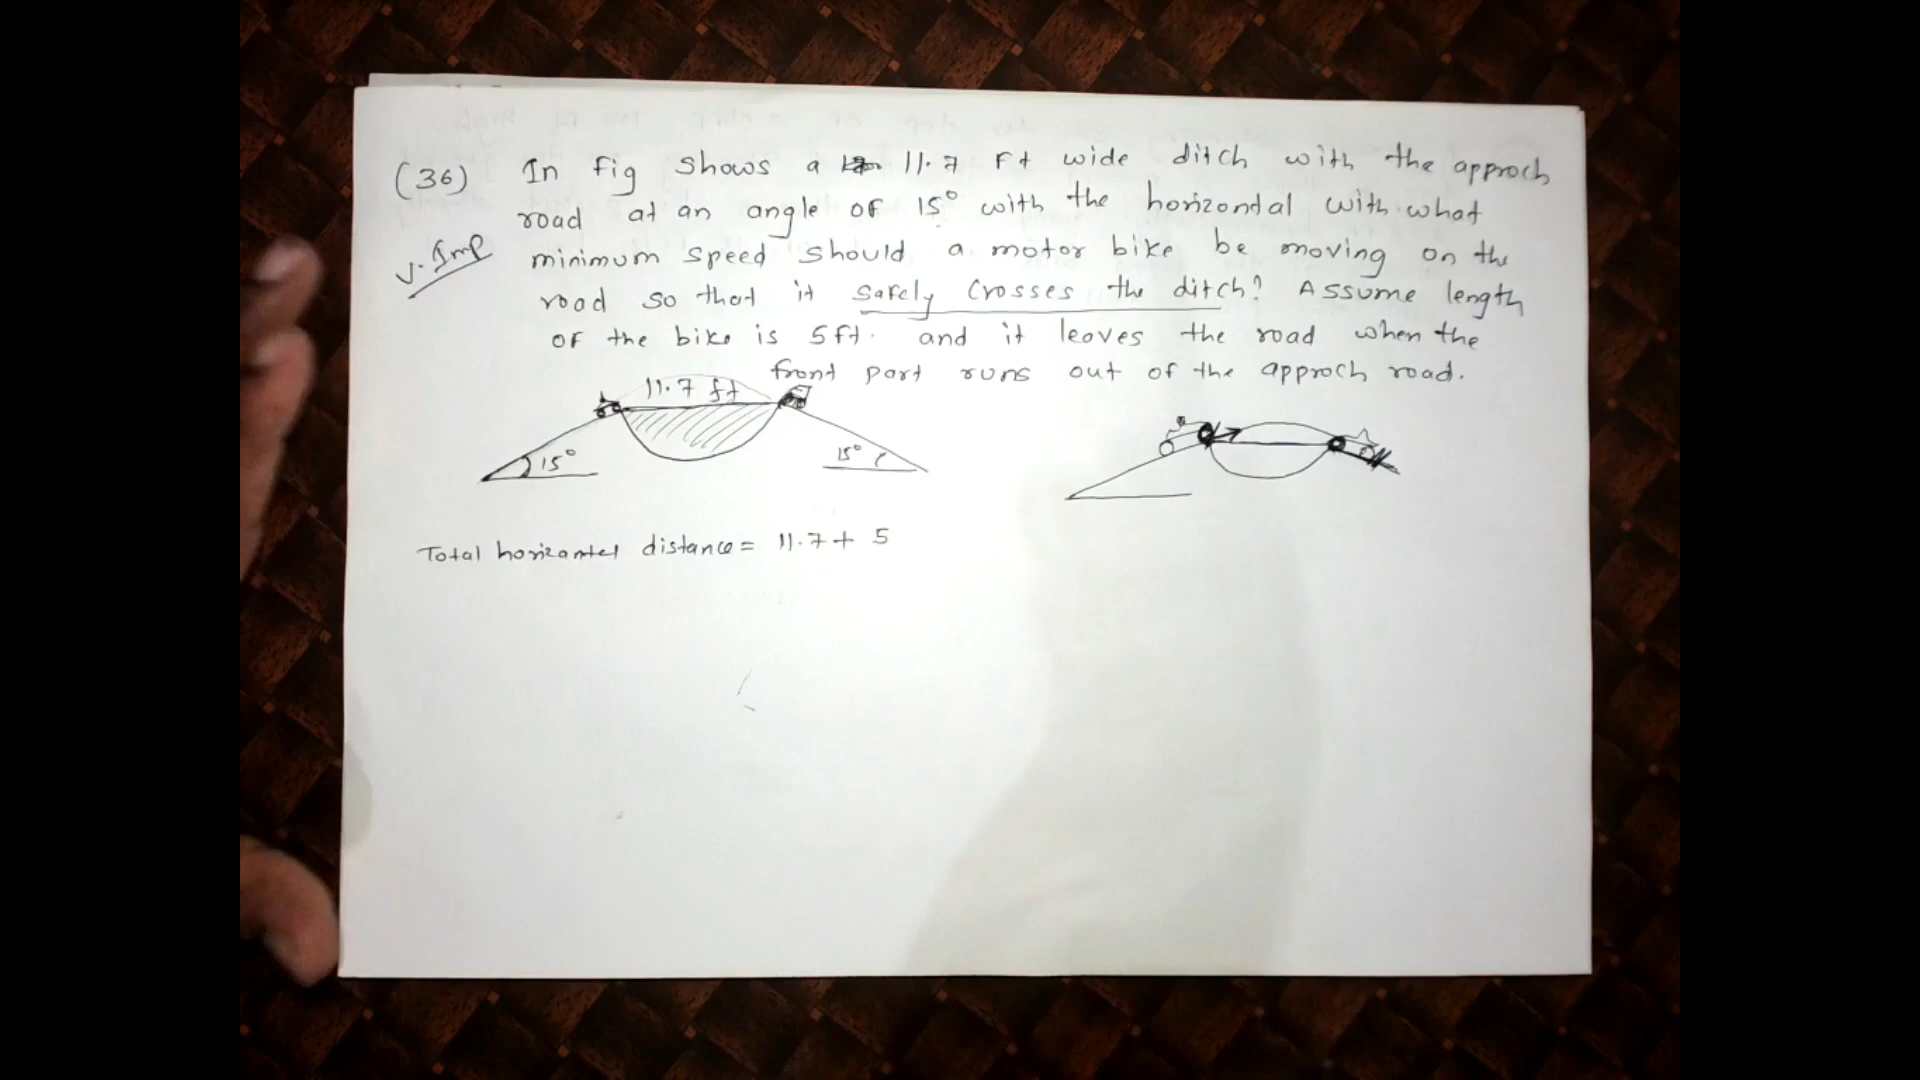 (36) In fig shows a 11.7 Ft wide ditch with the approch
road at an angle of 15° with the horizontal with what
V. Imp
minimum speed should a motor bike be moving on the
road so that it safely crosses the ditch? Assume length
of the bike is 5ft. and it leaves the road when the
front part runs out of the approch road.
11.7 ft
15°
15°
Total horizantel distance = 11.7 + 5